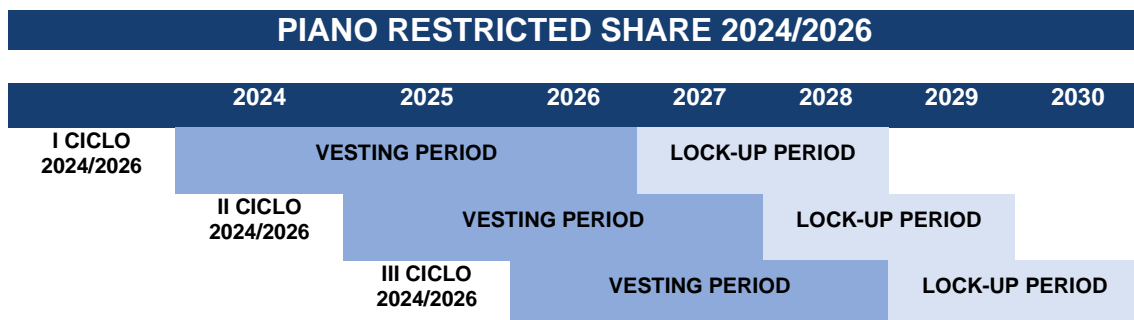 PIANO RESTRICTED SHARE 2024/2026
2024 2025 2026 2027 2028 2029 2030
I CICLO
2024/2026
VESTING PERIOD LOCK-UP PERIOD
II CICLO
2024/2026
VESTING PERIOD LOCK-UP PERIOD
III CICLO
2024/2026
VESTING PERIOD LOCK-UP PERIOD